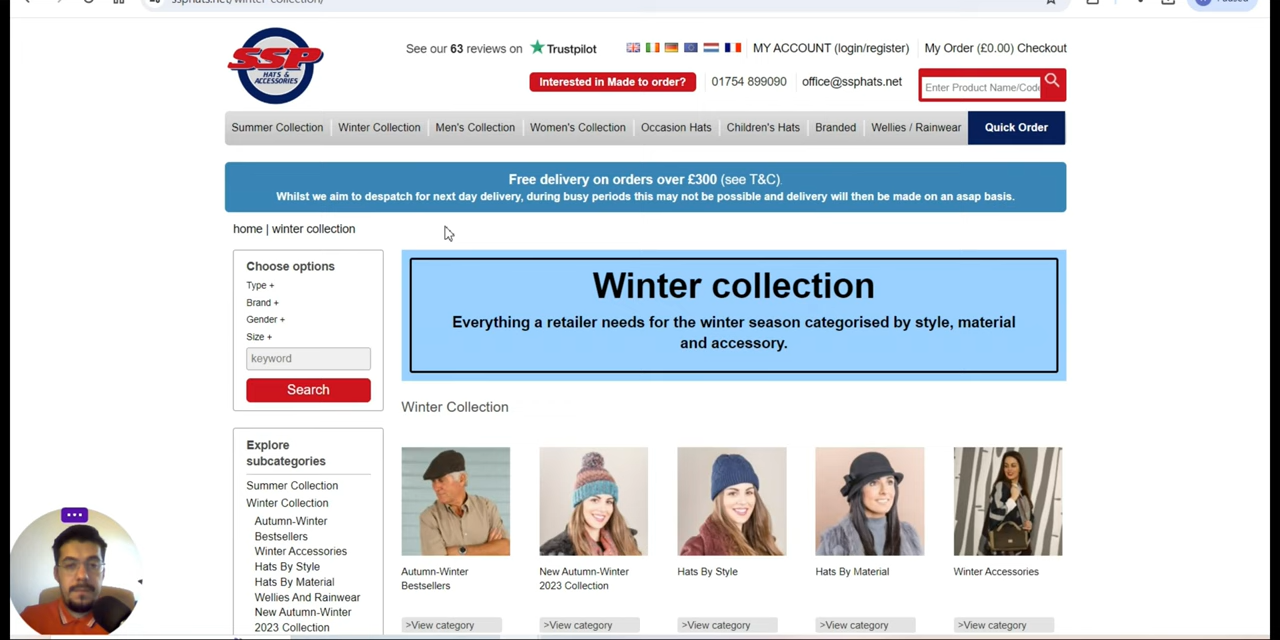 ssphats.net/winter-collection/
SSP
HATS &
ACCESSORIES
See our 63 reviews on Trustpilot
MY ACCOUNT (login/register)
My Order (£0.00) Checkout
Interested in Made to order?
01754 899090
office@ssphats.net
Enter Product Name/Code
Summer Collection
Winter Collection
Men's Collection
Women's Collection
Occasion Hats
Children's Hats
Branded
Wellies / Rainwear
Quick Order
Free delivery on orders over £300 (see T&C).
Whilst we aim to despatch for next day delivery, during busy periods this may not be possible and delivery will then be made on an asap basis.
home | winter collection
Choose options
Type +
Brand +
Gender +
Size +
keyword
Search
Winter collection
Everything a retailer needs for the winter season categorised by style, material
and accessory.
Winter Collection
Explore
subcategories
Summer Collection
Winter Collection
Autumn-Winter
Bestsellers
Winter Accessories
Hats By Style
Hats By Material
Wellies And Rainwear
New Autumn-Winter
2023 Collection
Autumn-Winter
Bestsellers
>View category
New Autumn-Winter
2023 Collection
>View category
Hats By Style
>View category
Hats By Material
>View category
Winter Accessories
>View category